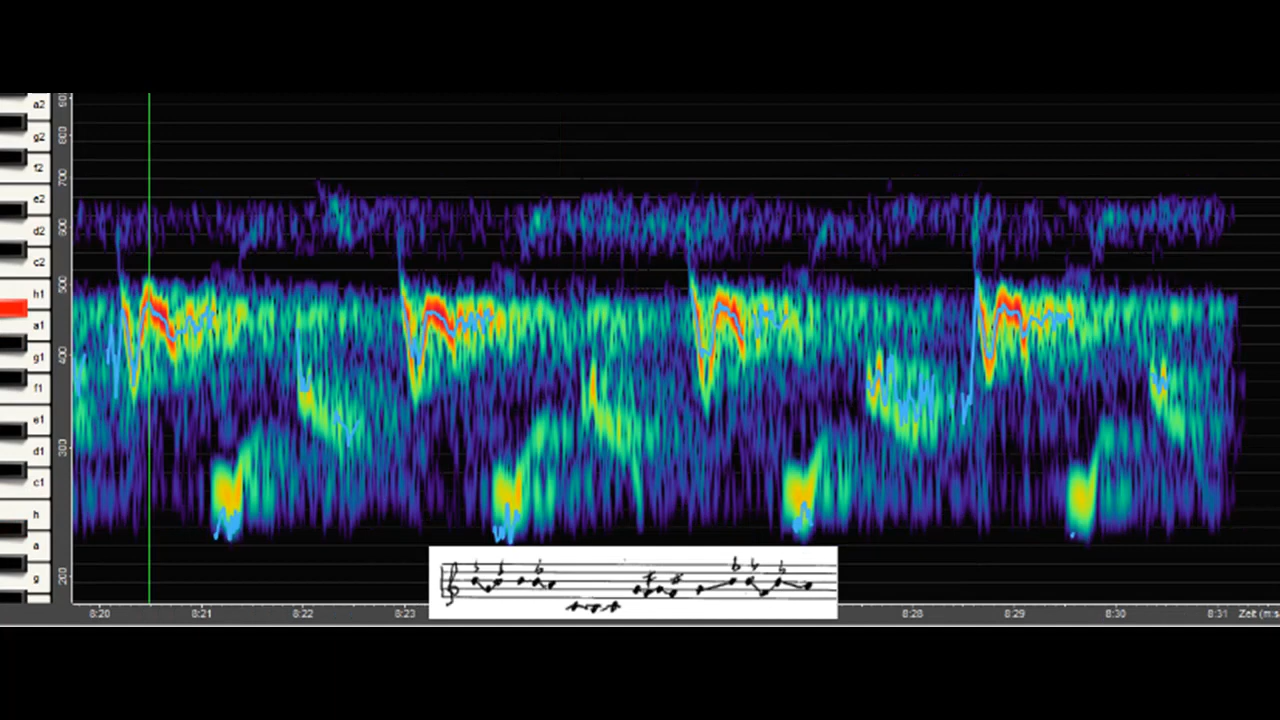 a2
g2
f2
e2
d2
c2
h1
a1
g1
f1
e1
d1
c1
h
a
g
800
700
600
500
400
300
200
8:20 8:21 8:22 8:23 8:28 8:29 8:30 8:31 Zeit (m:s